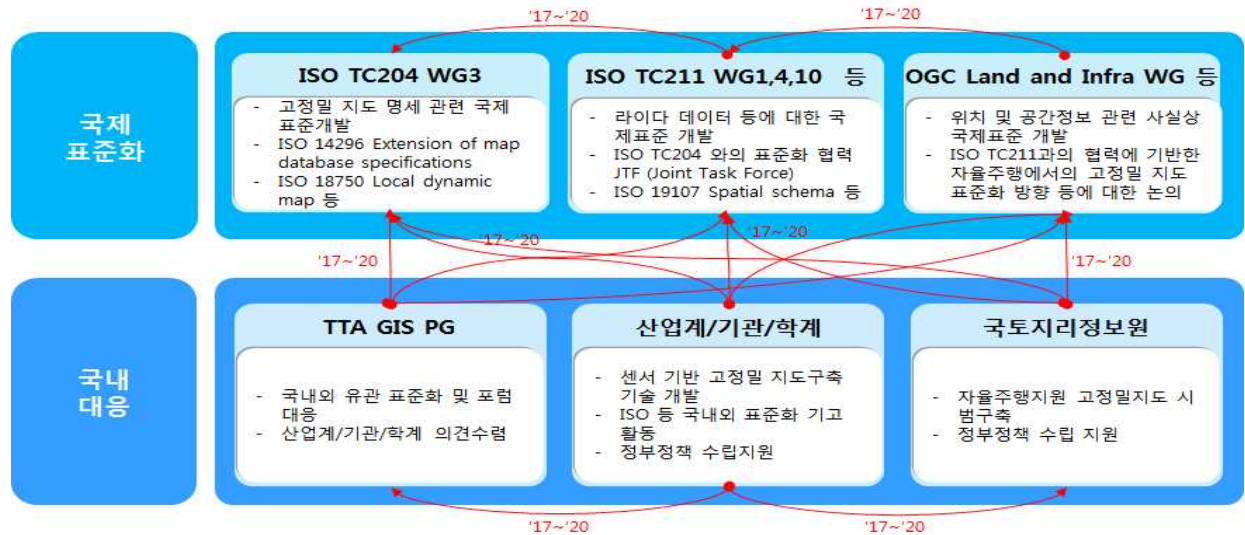 '17~'20
'17~'20
국제
표준화
ISO TC204 WG3
- 고정밀 지도 명세 관련 국제
표준개발
- ISO 14296 Extension of map
database specifications
- ISO 18750 Local dynamic
map 등
ISO TC211 WG1,4,10 등
- 라이다 데이터 등에 대한 국
제표준 개발
- ISO TC204 와의 표준화 협력
JTF (Joint Task Force)
- ISO 19107 Spatial schema 등
OGC Land and Infra WG 등
- 위치 및 공간정보 관련 사실상
국제표준 개발
- ISO TC211과의 협력에 기반한
자율주행에서의 고정밀 지도
표준화 방향 등에 대한 논의
'17~'20
'17~'20
'17~'20
'17~'20
국내
대응
TTA GIS PG
- 국내외 유관 표준화 및 포럼
대응
- 산업계/기관/학계 의견수렴
산업계/기관/학계
- 센서 기반 고정밀 지도구축
기술 개발
- ISO 등 국내외 표준화 기고
활동
- 정부정책 수립지원
국토지리정보원
- 자율주행지원 고정밀지도 시
범구축
- 정부정책 수립 지원
'17~'20
'17~'20